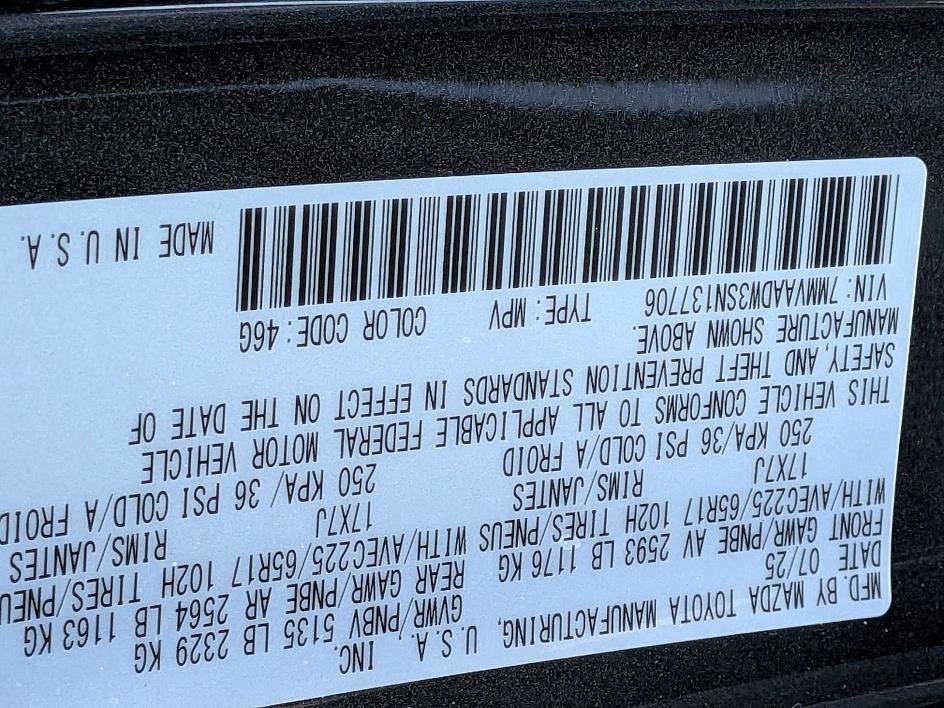 MFD. BY MAZDA TOYOTA MANUFACTURING, U. S. A. INC.
DATE 07/25 GVWR/PNBV 5135 LB 2329 KG
FRONT GAWR/PNBE AV 2593 LB 1176 KG REAR GAWR/PNBE AR 2564 LB 1163 KG
WITH/AVEC225/65R17 102H TIRES/PNEUS WITH/AVEC225/65R17 102H TIRES/PNEU
17X7J RIMS/JANTES 17X7J RIMS/JANTES
250 KPA/36 PSI COLD/A FROID 250 KPA/ 36 PSI COLD/A FROID
THIS VEHICLE CONFORMS TO ALL APPLICABLE FEDERAL MOTOR VEHICLE
SAFETY, AND THEFT PREVENTION STANDARDS IN EFFECT ON THE DATE OF
MANUFACTURE SHOWN ABOVE.
VIN: 7MMVAADW3SN137706 TYPE: MPV COLOR CODE: 46G
MADE IN U. S. A.